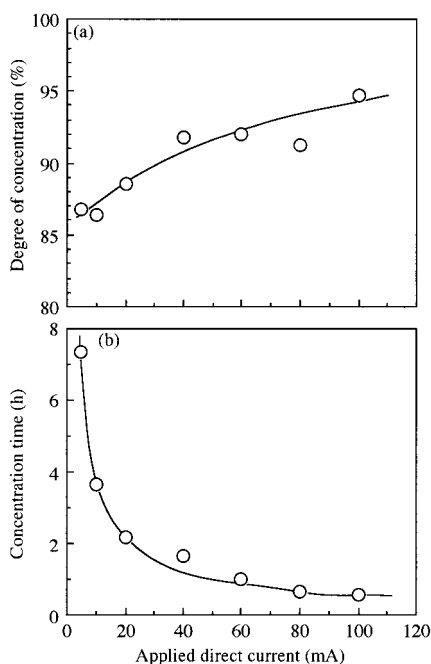 (a)
Degree of concentration (%)
100
95
90
85
80
(b)
Concentration time (h)
8
6
4
2
0
0 20 40 60 80 100 120
Applied direct current (mA)